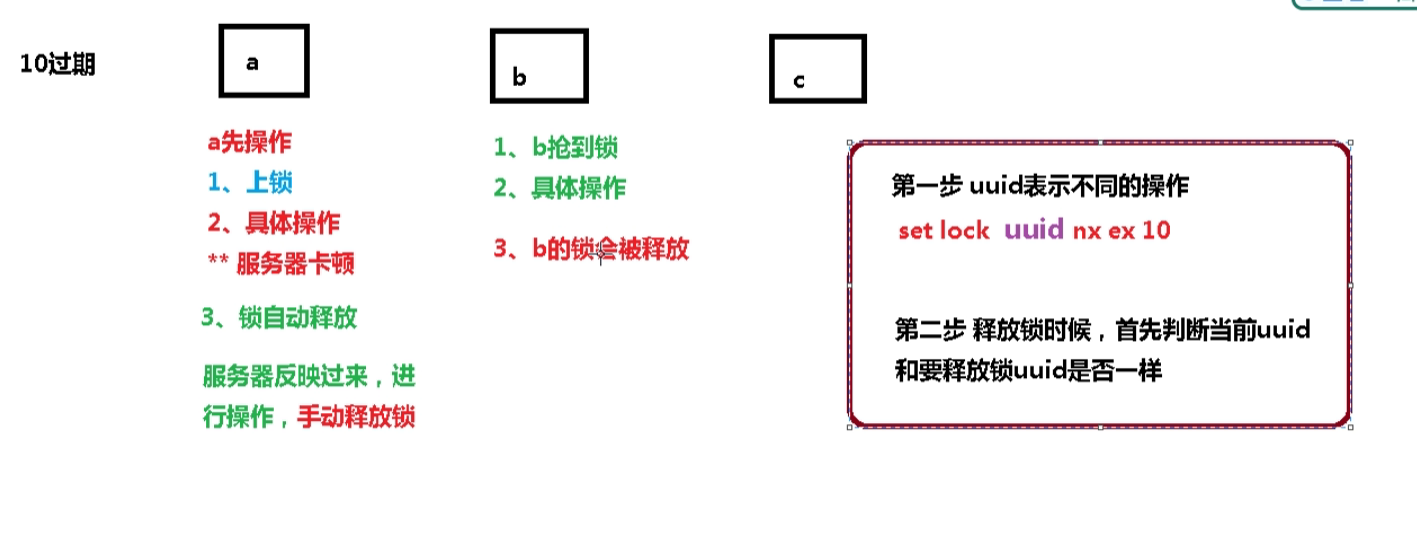 10过期
a
b
c
a先操作
1、上锁
2、具体操作
** 服务器卡顿
3、锁自动释放
服务器反映过来，进
行操作，手动释放锁
1、b抢到锁
2、具体操作
3、b的锁会被释放
第一步 uuid表示不同的操作
set lock uuid nx ex 10
第二步 释放锁时候，首先判断当前uuid
和要释放锁uuid是否一样